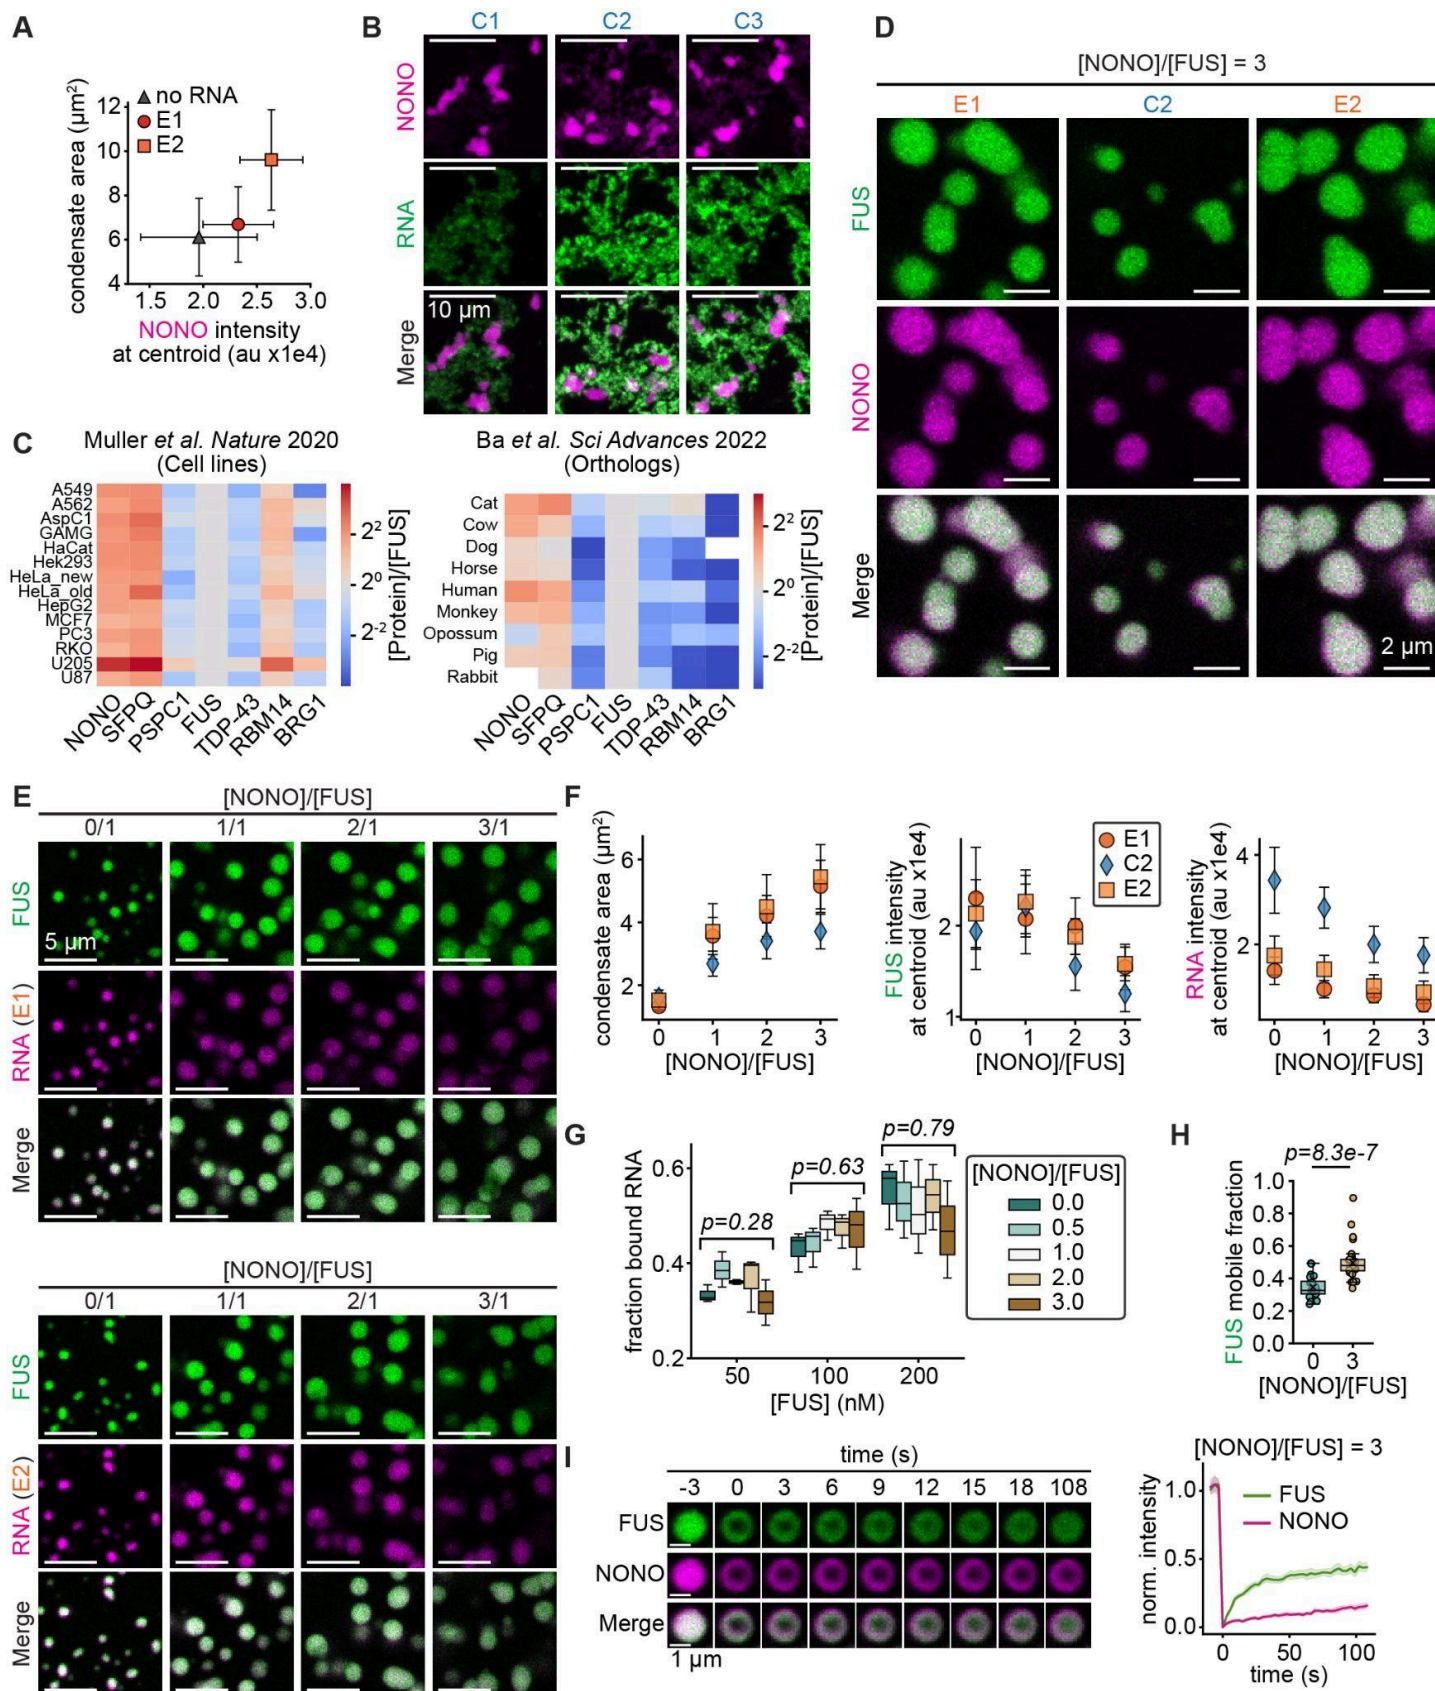 A
no RNA
E1
E2
condensate area (µm²)
12
10
8
6
4
1.5
2.0
2.5
3.0
NONO intensity
at centroid (au x1e4)
B
C1
C2
C3
NONO
RNA
Merge
10 µm
C
Muller et al. Nature 2020
(Cell lines)
A549
A562
AspC1
GAMG
HaCat
Hek293
HeLa_new
HeLa_old
HepG2
MCF7
PC3
RKO
U205
U87
NONO
SFPQ
PSPC1
FUS
TDP-43
RBM14
BRG1
2²
2⁰
2⁻²
[Protein]/[FUS]
Ba et al. Sci Advances 2022
(Orthologs)
Cat
Cow
Dog
Horse
Human
Monkey
Opossum
Pig
Rabbit
NONO
SFPQ
PSPC1
FUS
TDP-43
RBM14
BRG1
2²
2⁰
2⁻²
[Protein]/[FUS]
D
[NONO]/[FUS] = 3
E1
C2
E2
FUS
NONO
Merge
2 µm
E
[NONO]/[FUS]
0/1
1/1
2/1
3/1
FUS
5 µm
RNA (E1)
Merge
[NONO]/[FUS]
0/1
1/1
2/1
3/1
FUS
RNA (E2)
Merge
F
condensate area (µm²)
6
4
2
0
1
2
3
[NONO]/[FUS]
FUS intensity
at centroid (au x1e4)
2
1
0
1
2
3
[NONO]/[FUS]
E1
C2
E2
RNA intensity
at centroid (au x1e4)
4
2
0
1
2
3
[NONO]/[FUS]
G
fraction bound RNA
0.6
0.4
0.2
p=0.28
p=0.63
p=0.79
50
100
200
[FUS] (nM)
[NONO]/[FUS]
0.0
0.5
1.0
2.0
3.0
H
p=8.3e-7
FUS mobile fraction
1.0
0.8
0.6
0.4
0.2
0.0
0
3
[NONO]/[FUS]
I
time (s)
-3
0
3
6
9
12
15
18
108
FUS
NONO
Merge
1 µm
[NONO]/[FUS] = 3
FUS
NONO
norm. intensity
1.0
0.5
0.0
0
50
100
time (s)